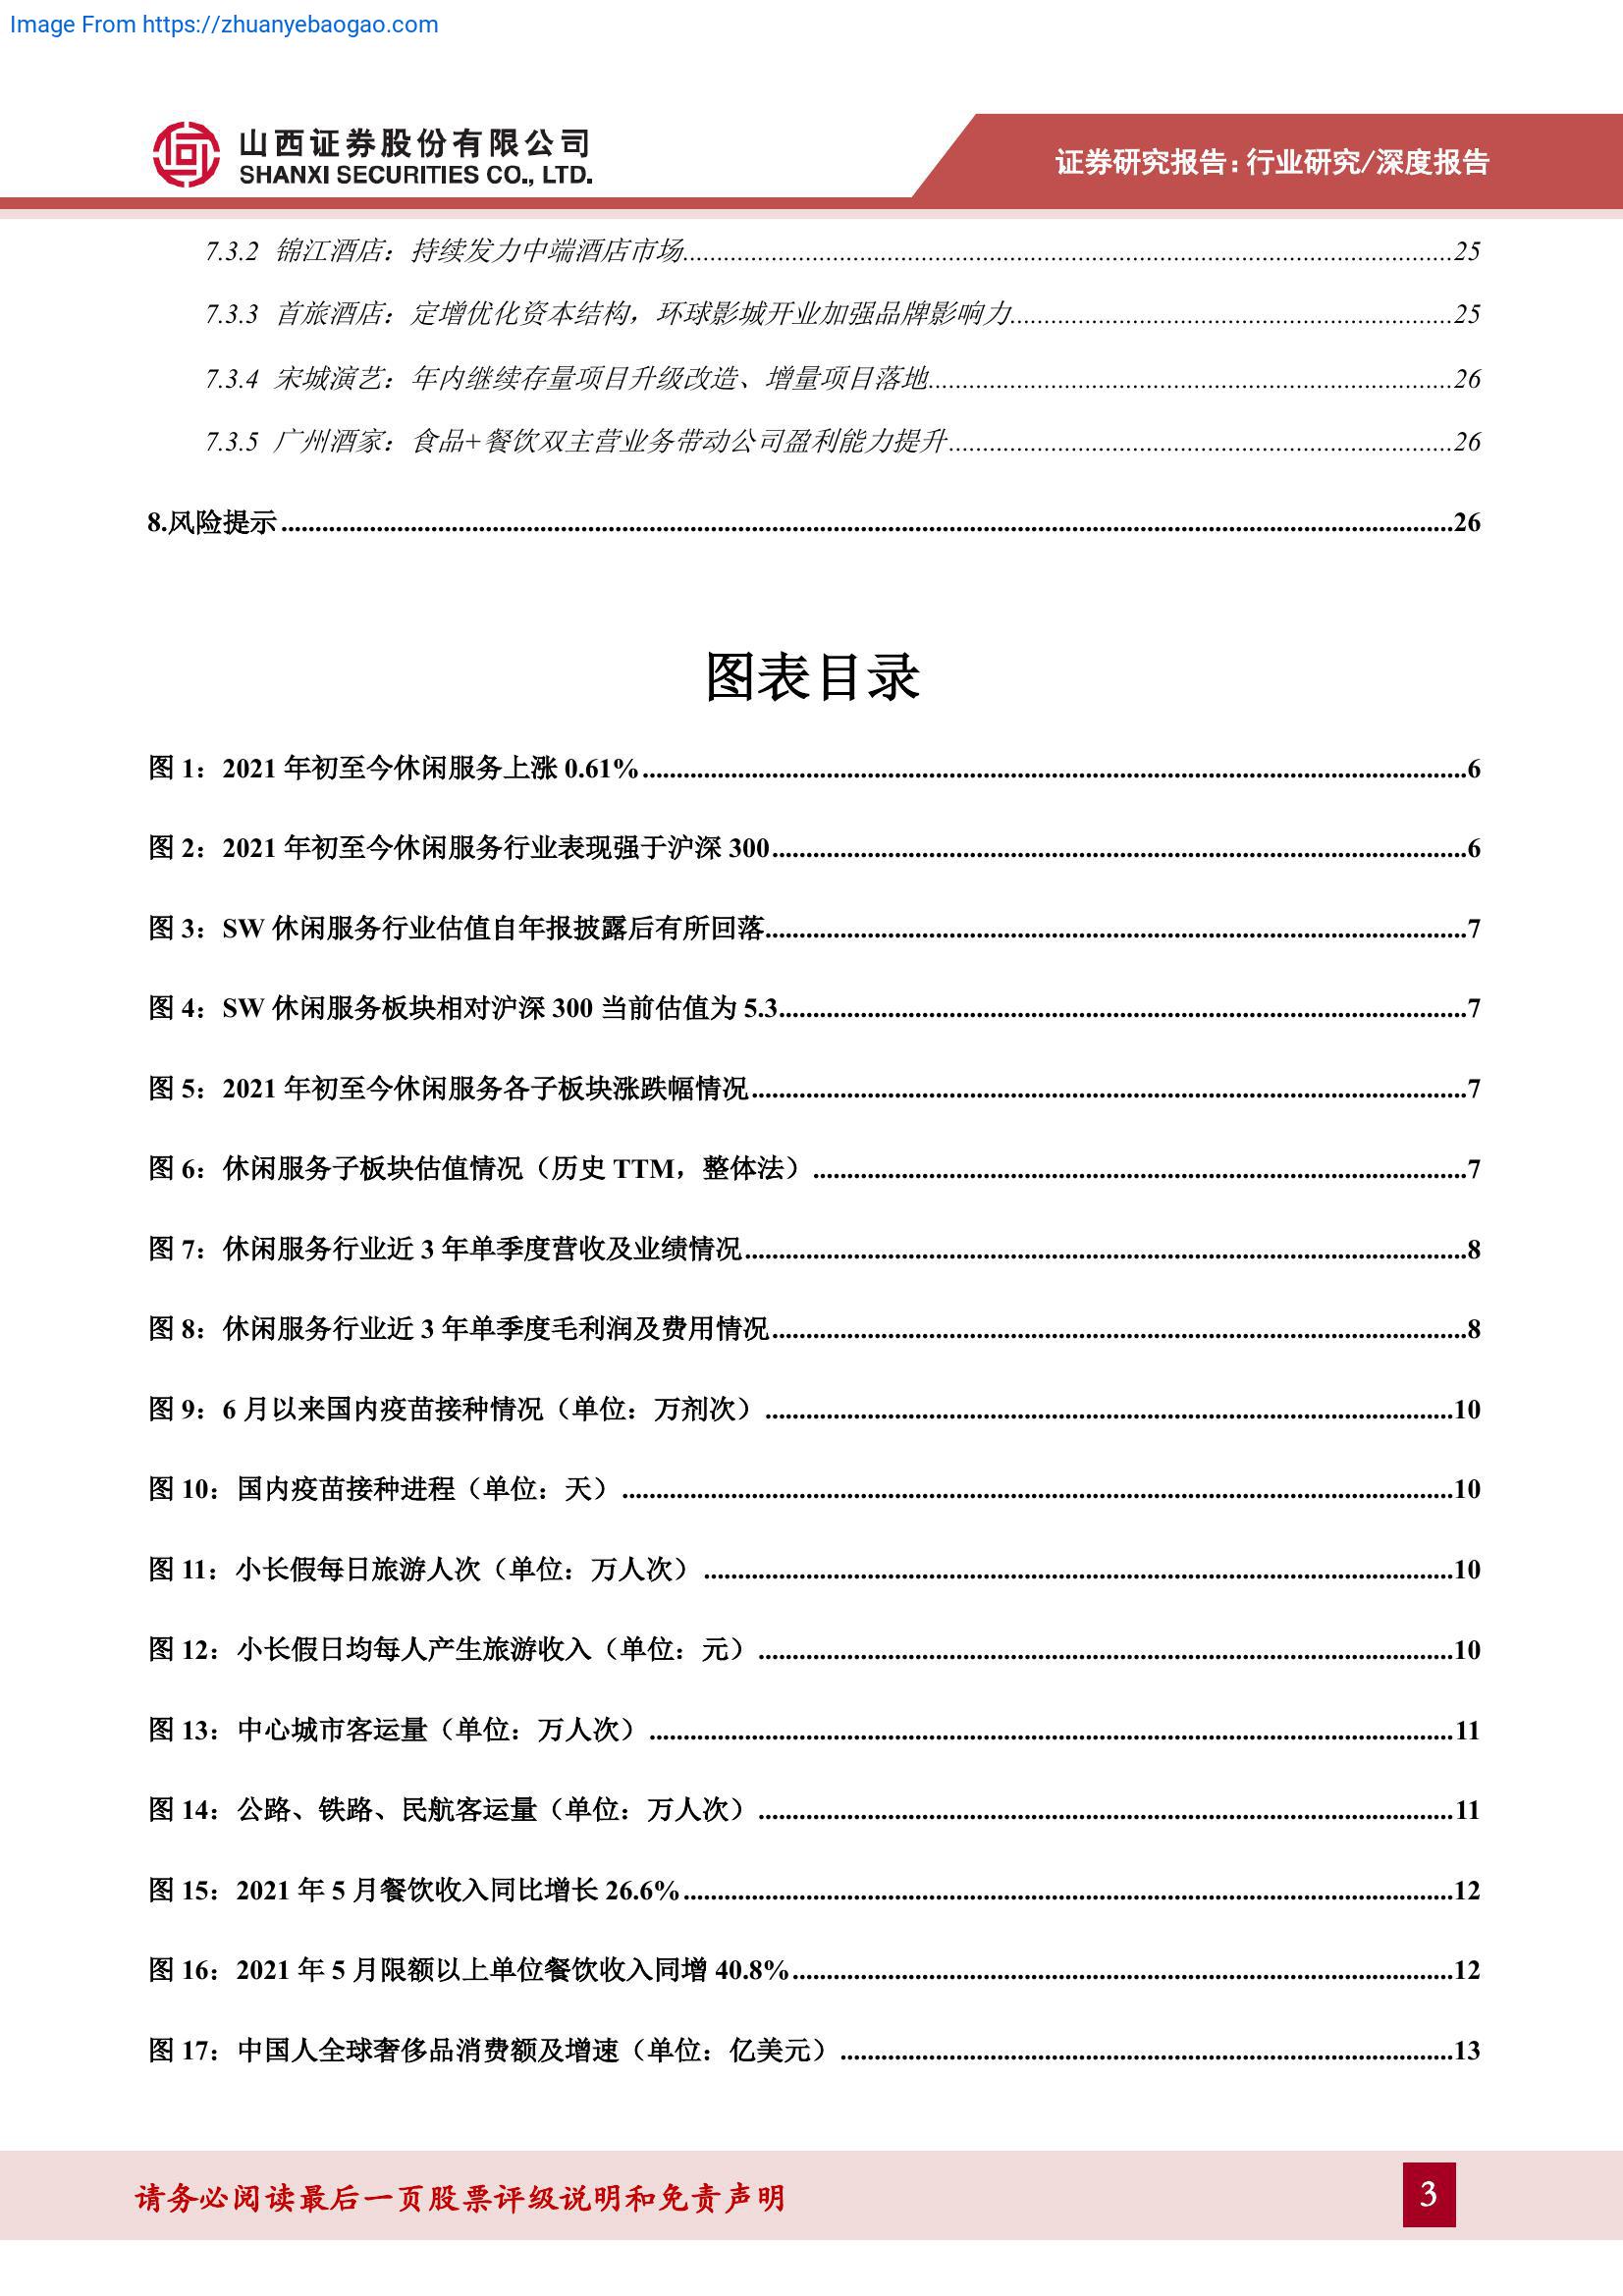 Image From https://zhuanyebaogao.com
山西证券股份有限公司
SHANXI SECURITIES CO., LTD.
证券研究报告：行业研究/深度报告
7.3.2 锦江酒店：持续发力中端酒店市场........25
7.3.3 首旅酒店：定增优化资本结构，环球影城开业加强品牌影响力........25
7.3.4 宋城演艺：年内继续存量项目升级改造、增量项目落地........26
7.3.5 广州酒家：食品+餐饮双主营业务带动公司盈利能力提升........26
8.风险提示........26
图表目录
图 1：2021 年初至今休闲服务上涨 0.61%........6
图 2：2021 年初至今休闲服务行业表现强于沪深 300........6
图 3：SW 休闲服务行业估值自年报披露后有所回落........7
图 4：SW 休闲服务板块相对沪深 300 当前估值为 5.3........7
图 5：2021 年初至今休闲服务各子板块涨跌幅情况........7
图 6：休闲服务子板块估值情况（历史 TTM，整体法）........7
图 7：休闲服务行业近 3 年单季度营收及业绩情况........8
图 8：休闲服务行业近 3 年单季度毛利润及费用情况........8
图 9：6 月以来国内疫苗接种情况（单位：万剂次）........10
图 10：国内疫苗接种进程（单位：天）........10
图 11：小长假每日旅游人次（单位：万人次）........10
图 12：小长假日均每人产生旅游收入（单位：元）........10
图 13：中心城市客运量（单位：万人次）........11
图 14：公路、铁路、民航客运量（单位：万人次）........11
图 15：2021 年 5 月餐饮收入同比增长 26.6%........12
图 16：2021 年 5 月限额以上单位餐饮收入同增 40.8%........12
图 17：中国人全球奢侈品消费额及增速（单位：亿美元）........13
请务必阅读最后一页股票评级说明和免责声明
3